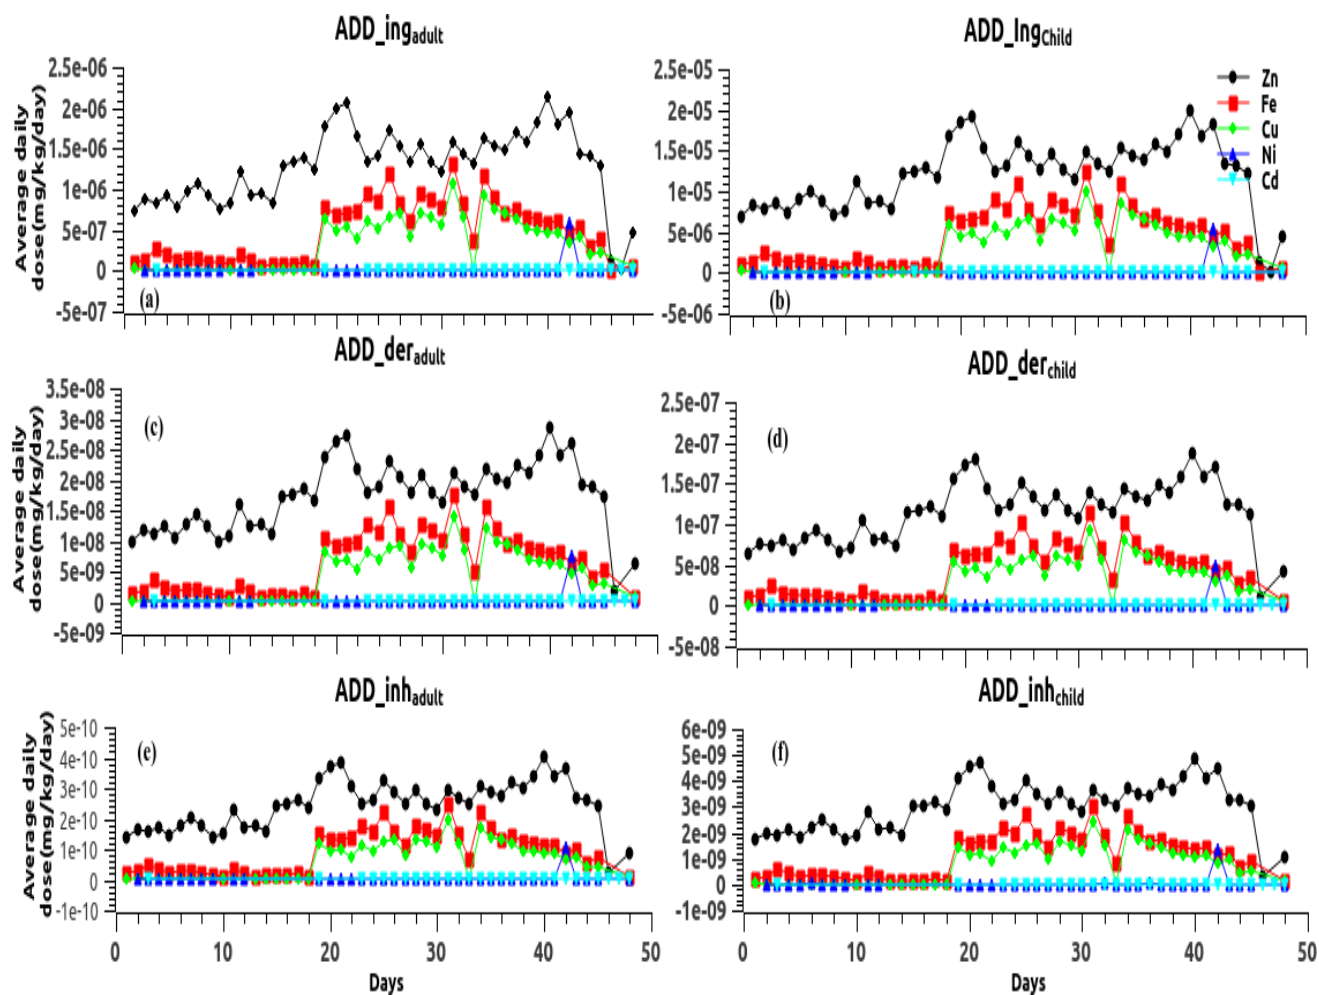 ADD_ingadult
Average daily
dose(mg/kg/day)
2.5e-06
2e-06
1.5e-06
1e-06
5e-07
0
-5e-07
(a)
ADD_IngChild
2.5e-05
2e-05
1.5e-05
1e-05
5e-06
0
-5e-06
(b)
Zn
Fe
Cu
Ni
Cd
ADD_deradult
Average daily
dose(mg/kg/day)
3.5e-08
3e-08
2.5e-08
2e-08
1.5e-08
1e-08
5e-09
0
-5e-09
(c)
ADD_derchild
2.5e-07
2e-07
1.5e-07
1e-07
5e-08
0
-5e-08
(d)
ADD_inhadult
Average daily
dose(mg/kg/day)
5e-10
4e-10
3e-10
2e-10
1e-10
0
-1e-10
(e)
0 10 20 30 40 50
Days
ADD_inhchild
6e-09
5e-09
4e-09
3e-09
2e-09
1e-09
0
-1e-09
(f)
0 10 20 30 40 50
Days